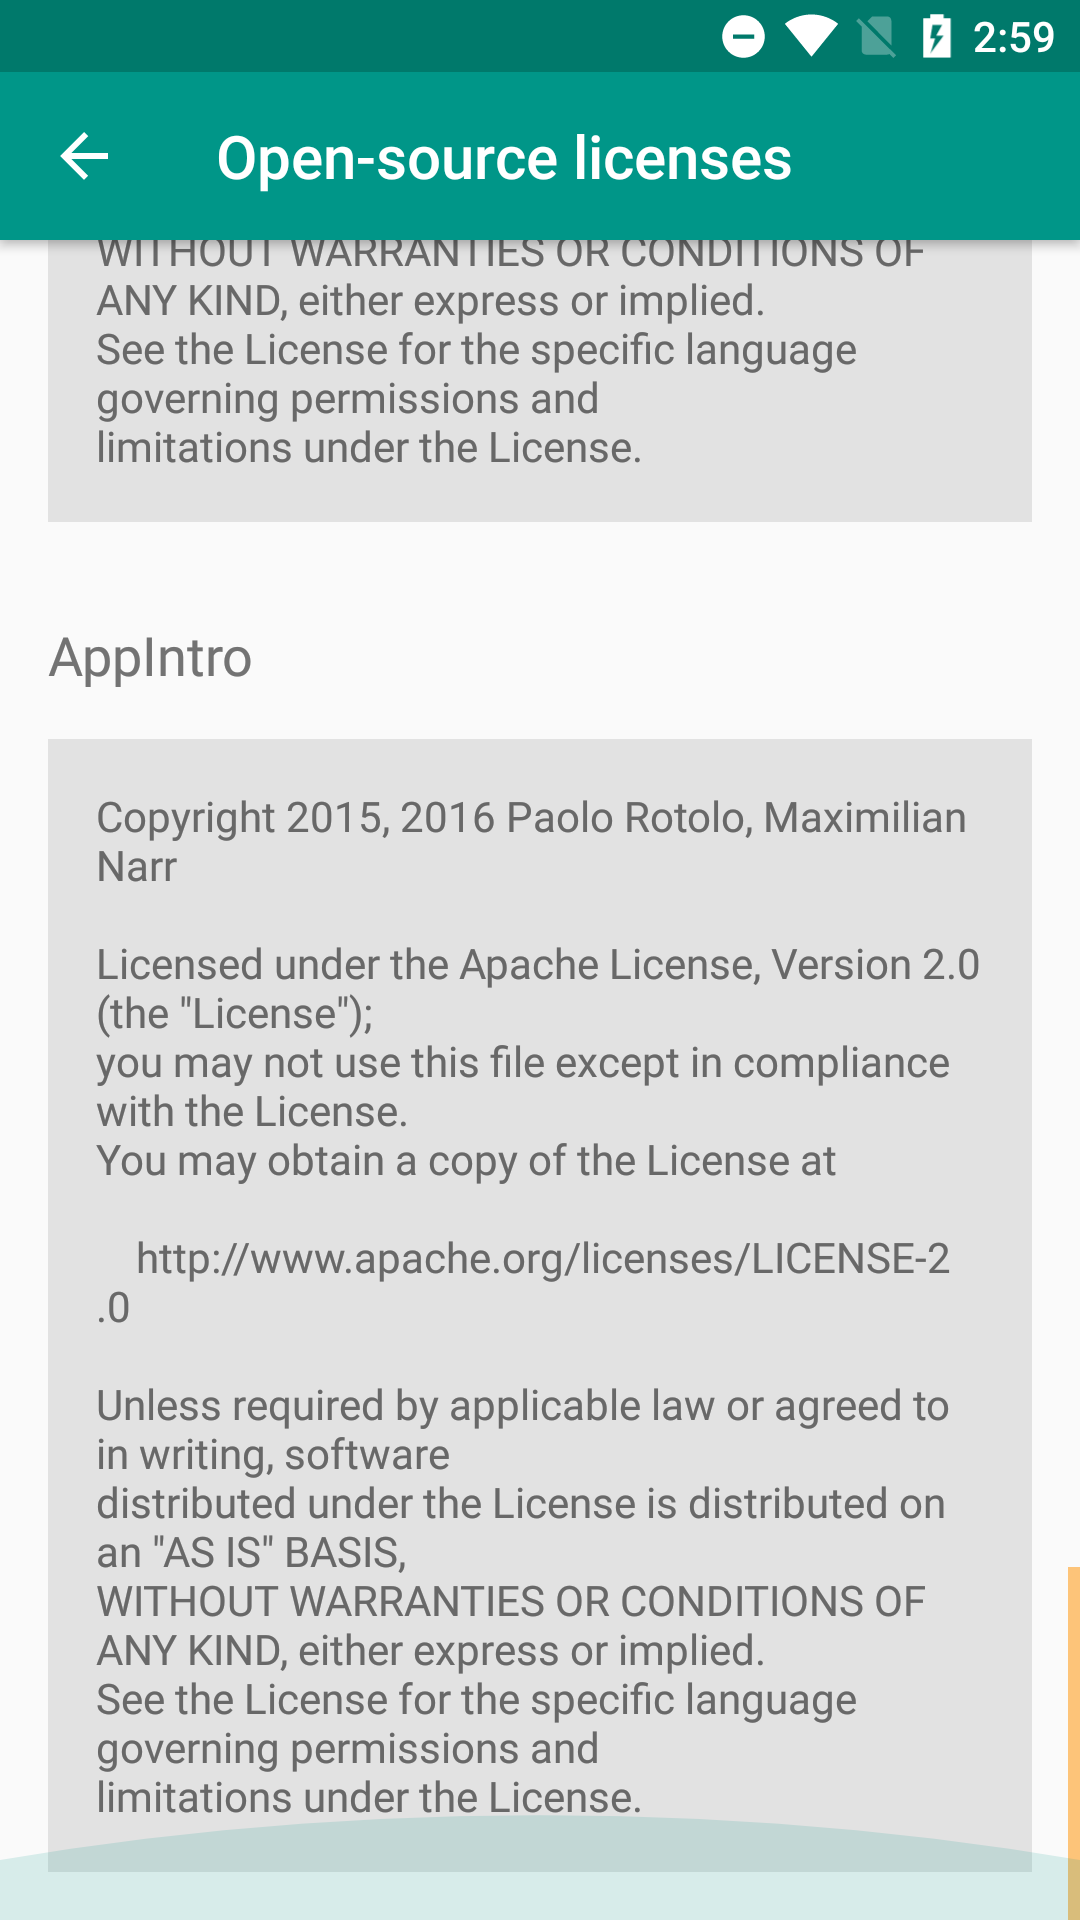 2:59
Open-source licenses
WITHOUT WARRANTIES OR CONDITIONS OF
ANY KIND, either express or implied.
See the License for the specific language
governing permissions and
limitations under the License.
AppIntro
Copyright 2015, 2016 Paolo Rotolo, Maximilian
Narr
Licensed under the Apache License, Version 2.0
(the "License");
you may not use this file except in compliance
with the License.
You may obtain a copy of the License at
http://www.apache.org/licenses/LICENSE-2
.0
Unless required by applicable law or agreed to
in writing, software
distributed under the License is distributed on
an "AS IS" BASIS,
WITHOUT WARRANTIES OR CONDITIONS OF
ANY KIND, either express or implied.
See the License for the specific language
governing permissions and
limitations under the License.